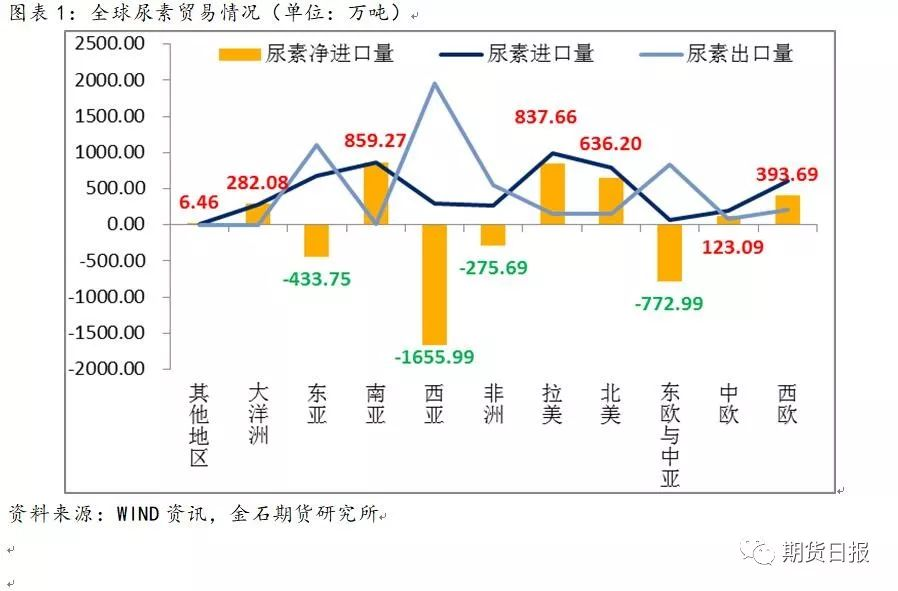 图表1：全球尿素贸易情况（单位：万吨）
尿素净进口量 尿素进口量 尿素出口量
2500.00
2000.00
1500.00
1000.00
500.00
0.00
-500.00
-1000.00
-1500.00
-2000.00
6.46
282.08
-433.75
859.27
-1655.99
-275.69
837.66
636.20
-772.99
123.09
393.69
其他地区
大洋洲
东亚
南亚
西亚
非洲
拉美
北美
东欧与中亚
中欧
西欧
资料来源：WIND资讯，金石期货研究所
期货日报